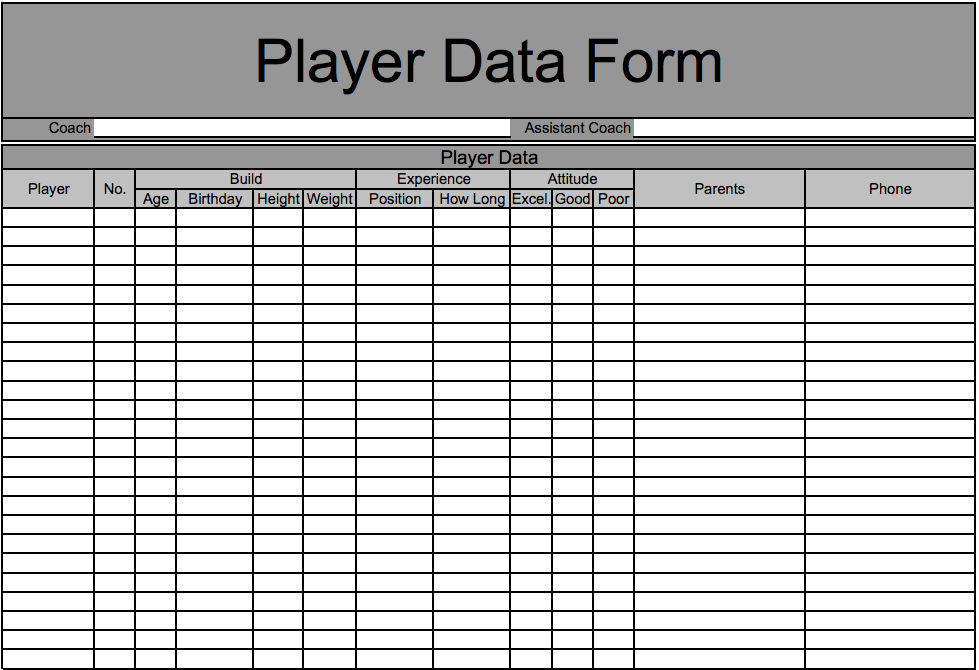 Player Data Form
Coach Assistant Coach
Player Data
Player No. Build Experience Attitude Parents Phone
Age Birthday Height Weight Position How Long Excel. Good Poor